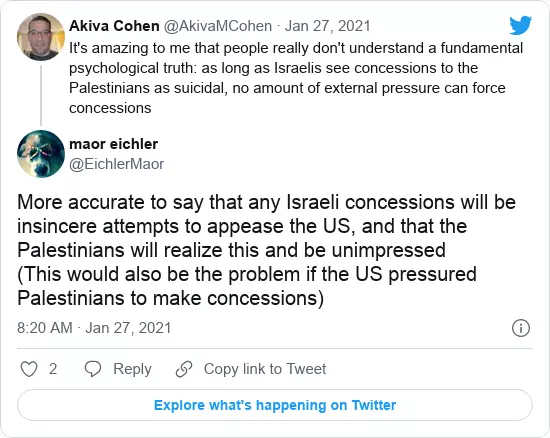 Akiva Cohen @AkivaMCohen · Jan 27, 2021
It's amazing to me that people really don't understand a fundamental
psychological truth: as long as Israelis see concessions to the
Palestinians as suicidal, no amount of external pressure can force
concessions
maor eichler
@EichlerMaor
More accurate to say that any Israeli concessions will be
insincere attempts to appease the US, and that the
Palestinians will realize this and be unimpressed
(This would also be the problem if the US pressured
Palestinians to make concessions)
8:20 AM · Jan 27, 2021
2 Reply Copy link to Tweet
Explore what's happening on Twitter